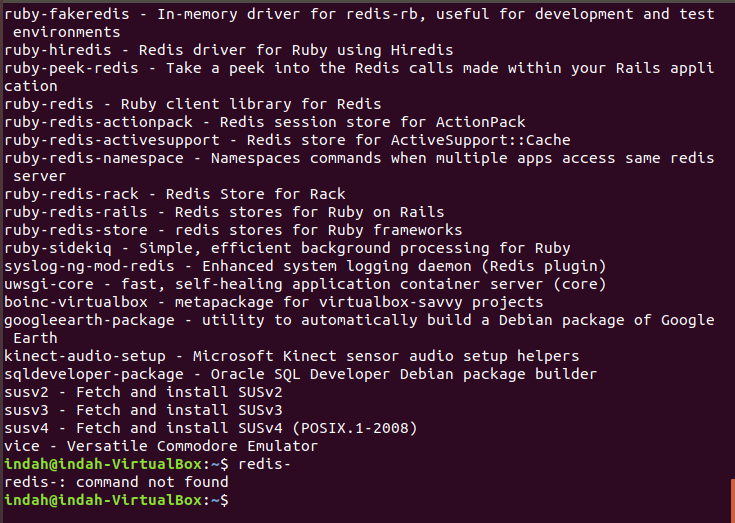 ruby-fakeredis - In-memory driver for redis-rb, useful for development and test
 environments
ruby-hiredis - Redis driver for Ruby using Hiredis
ruby-peek-redis - Take a peek into the Redis calls made within your Rails appli
cation
ruby-redis - Ruby client library for Redis
ruby-redis-actionpack - Redis session store for ActionPack
ruby-redis-activesupport - Redis store for ActiveSupport::Cache
ruby-redis-namespace - Namespaces commands when multiple apps access same redis
 server
ruby-redis-rack - Redis Store for Rack
ruby-redis-rails - Redis stores for Ruby on Rails
ruby-redis-store - redis stores for Ruby frameworks
ruby-sidekiq - Simple, efficient background processing for Ruby
syslog-ng-mod-redis - Enhanced system logging daemon (Redis plugin)
uwsgi-core - fast, self-healing application container server (core)
boinc-virtualbox - metapackage for virtualbox-savvy projects
googleearth-package - utility to automatically build a Debian package of Google
 Earth
kinect-audio-setup - Microsoft Kinect sensor audio setup helpers
sqldeveloper-package - Oracle SQL Developer Debian package builder
susv2 - Fetch and install SUSv2
susv3 - Fetch and install SUSv3
susv4 - Fetch and install SUSv4 (POSIX.1-2008)
vice - Versatile Commodore Emulator
indah@indah-VirtualBox:~$ redis-
redis-: command not found
indah@indah-VirtualBox:~$